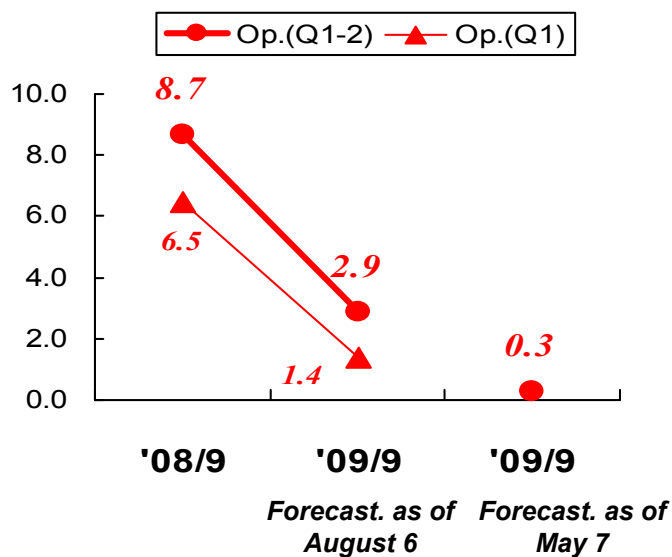 Op.(Q1-2) Op.(Q1)
10.0
8.0
6.0
4.0
2.0
0.0
8.7
6.5
2.9
1.4
0.3
'08/9 '09/9 '09/9
Forecast. as of Forecast. as of
August 6 May 7